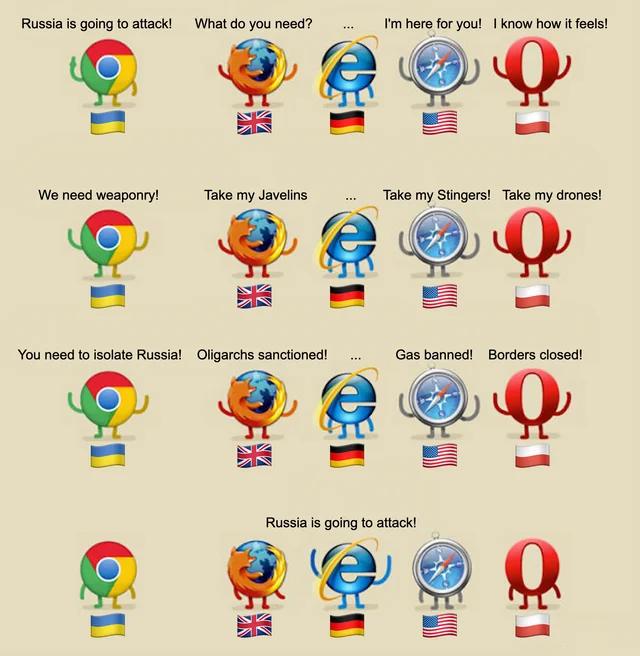 Russia is going to attack! What do you need? ... I'm here for you! I know how it feels!
We need weaponry! Take my Javelins ... Take my Stingers! Take my drones!
You need to isolate Russia! Oligarchs sanctioned! ... Gas banned! Borders closed!
Russia is going to attack!